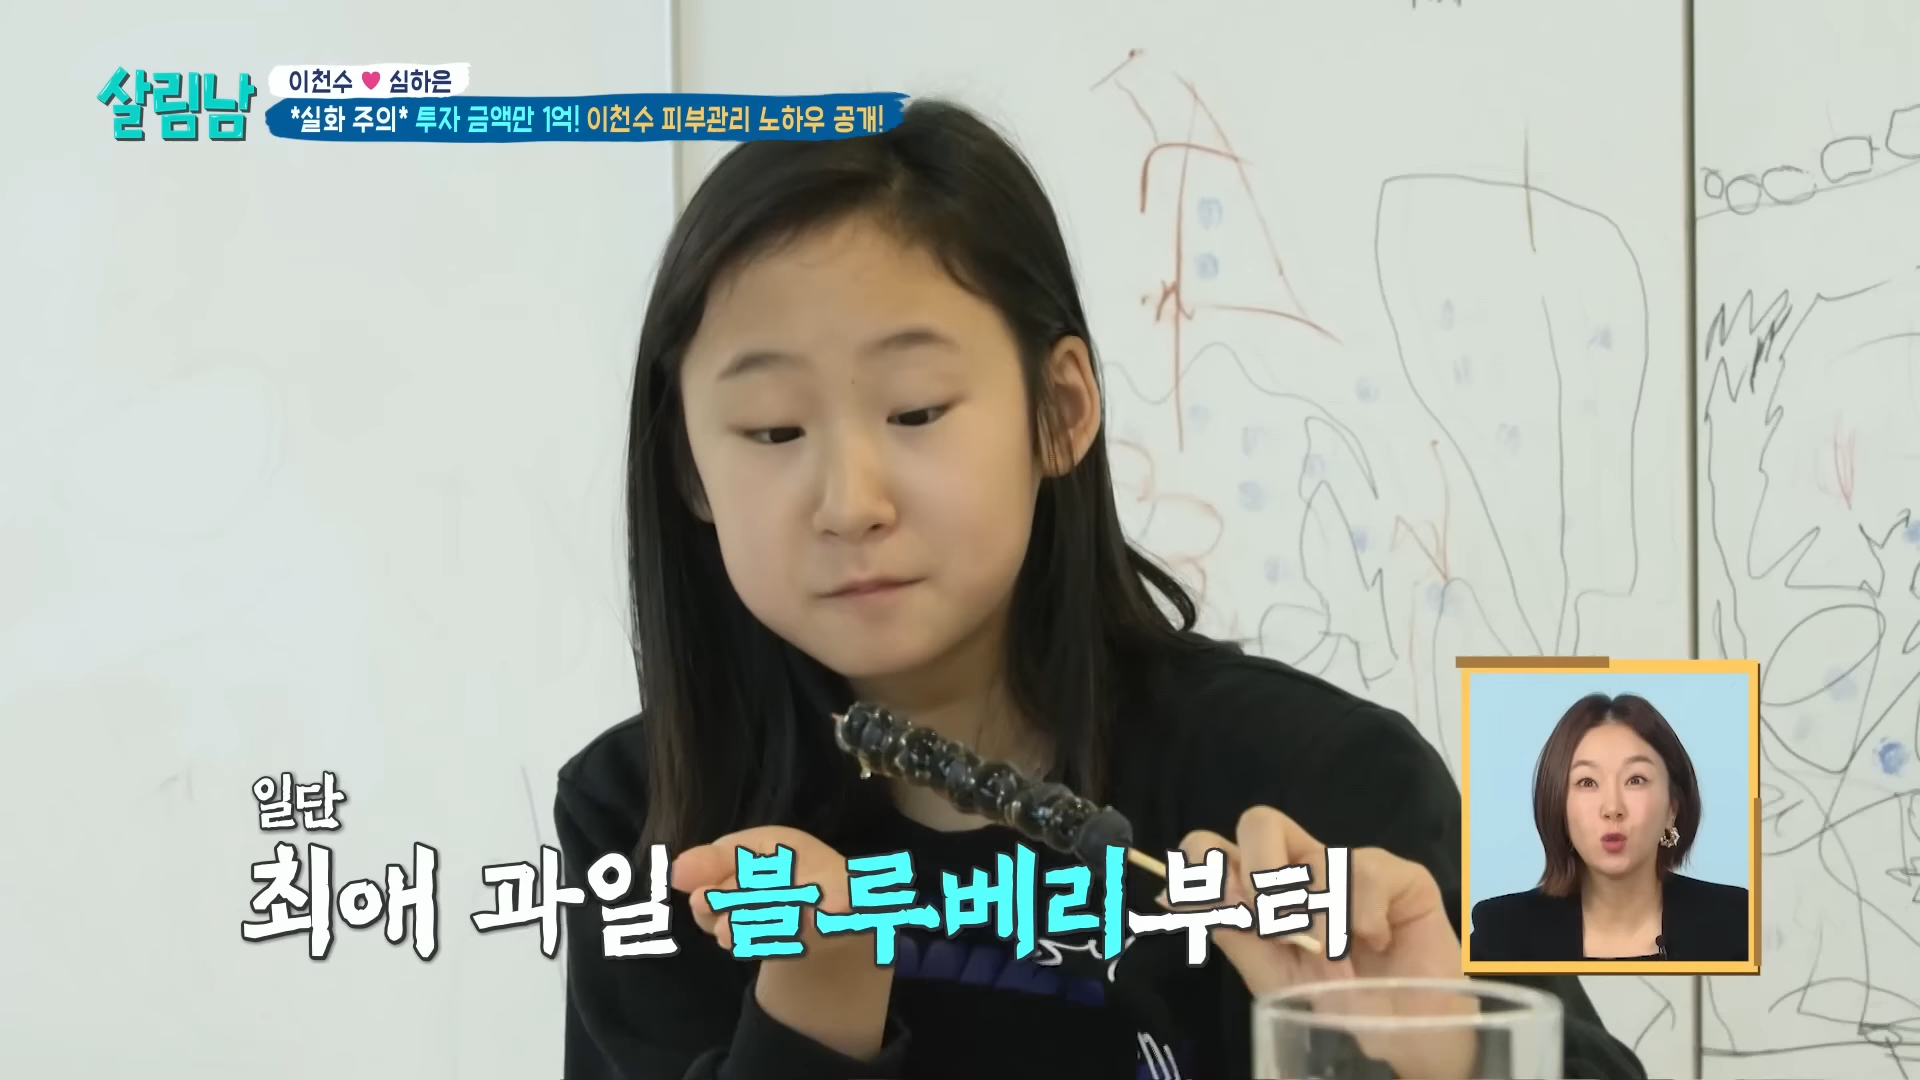 살림남
이천수 ♥ 심하은
*실화 주의* 투자 금액만 1억! 이천수 피부관리 노하우 공개!
일단
최애 과일 블루베리부터